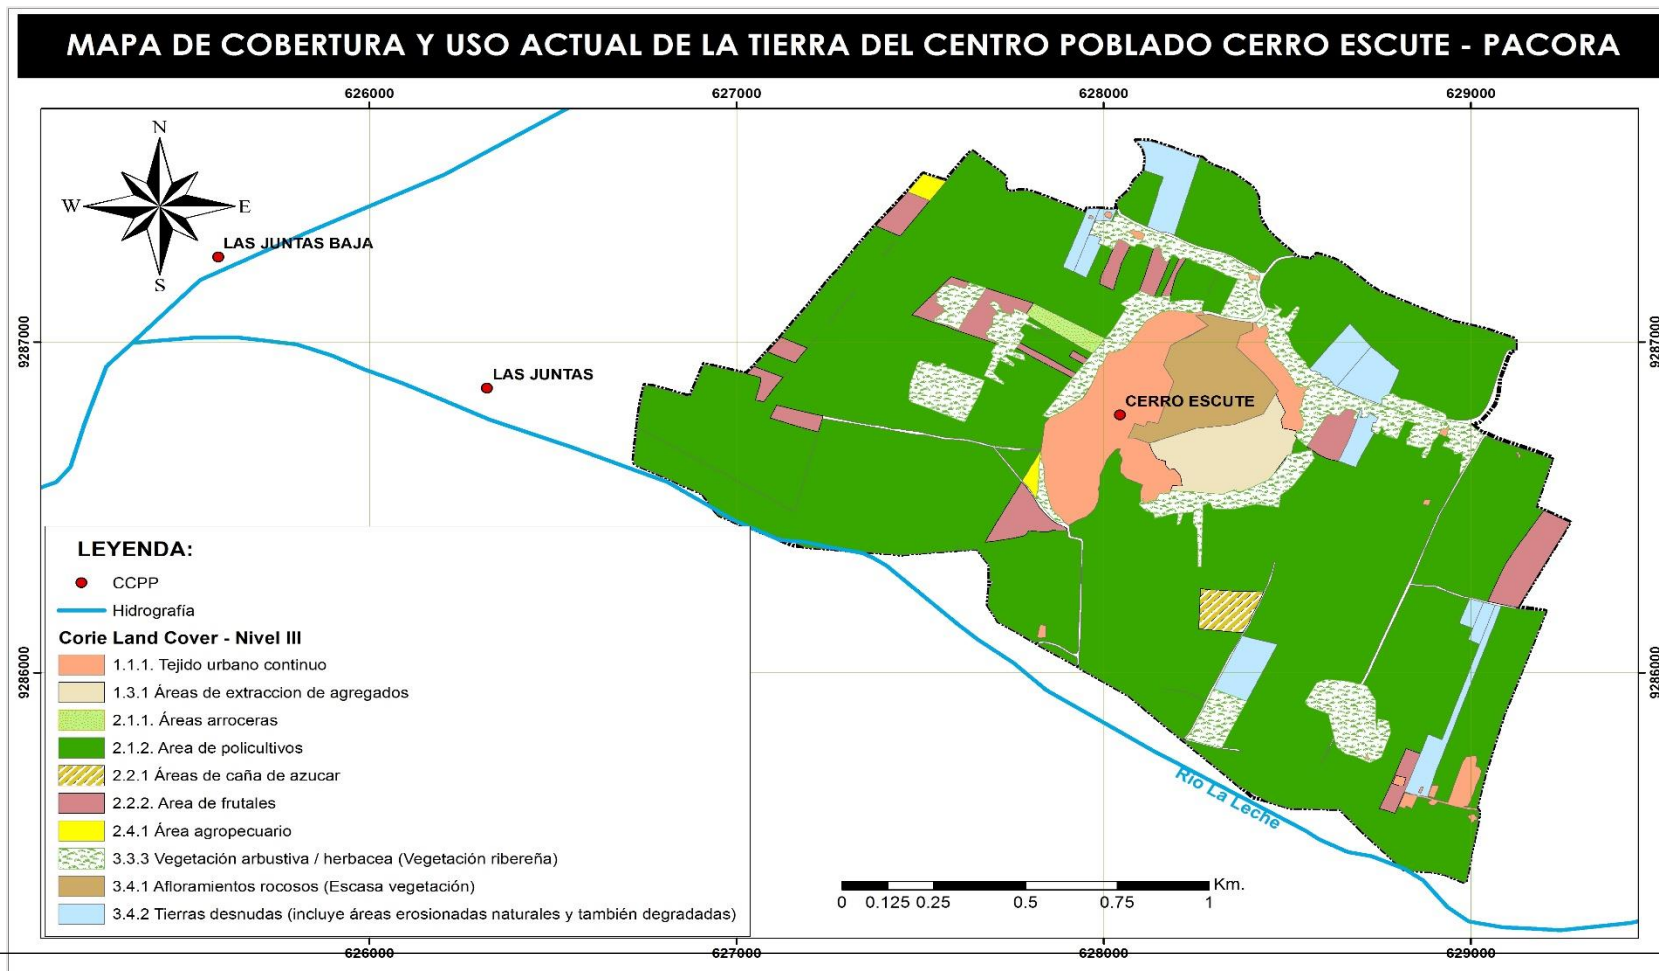 MAPA DE COBERTURA Y USO ACTUAL DE LA TIERRA DEL CENTRO POBLADO CERRO ESCUTE - PACORA
626000 627000 628000 629000
N
W E
S
LAS JUNTAS BAJA
9287000 9287000
LAS JUNTAS
CERRO ESCUTE
LEYENDA:
CCPP
Hidrografía
Corie Land Cover - Nivel III
1.1.1. Tejido urbano continuo
1.3.1 Áreas de extraccion de agregados
2.1.1. Áreas arroceras
2.1.2. Area de policultivos
2.2.1 Áreas de caña de azucar
2.2.2. Area de frutales
2.4.1 Área agropecuario
3.3.3 Vegetación arbustiva / herbacea (Vegetación ribereña)
3.4.1 Afloramientos rocosos (Escasa vegetación)
3.4.2 Tierras desnudas (incluye áreas erosionadas naturales y también degradadas)
9286000 9286000
Rio La Leche
Km.
0 0.125 0.25 0.5 0.75 1
626000 627000 628000 629000